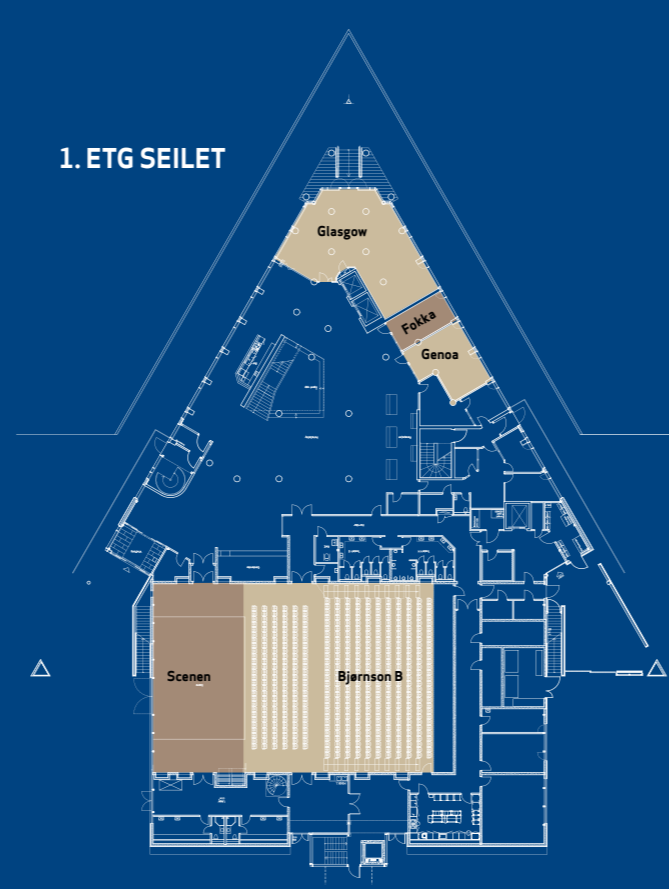 1. ETG SEILET
Glasgow
Fokka
Genoa
Scenen
Bjørnson B